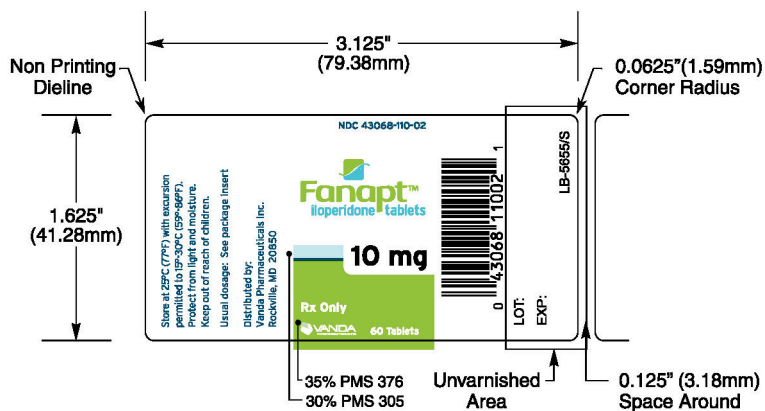 3.125"
(79.38mm)
Non Printing
Dieline
0.0625"(1.59mm)
Corner Radius
1.625"
(41.28mm)
NDC 43068-110-02
Fanapt™
iloperidone tablets
10 mg
Rx Only
VANDA
60 Tablets
Store at 25ºC (77ºF) with excursion
permitted to 15º-30ºC (59º-86ºF).
Protect from light and moisture.
Keep out of reach of children.
Usual dosage: See package insert
Distributed by:
Vanda Pharmaceuticals Inc.
Rockville, MD 20850
0 43068 11002 1
LOT:
EXP:
LB-5655/S
35% PMS 376
30% PMS 305
Unvarnished
Area
0.125" (3.18mm)
Space Around